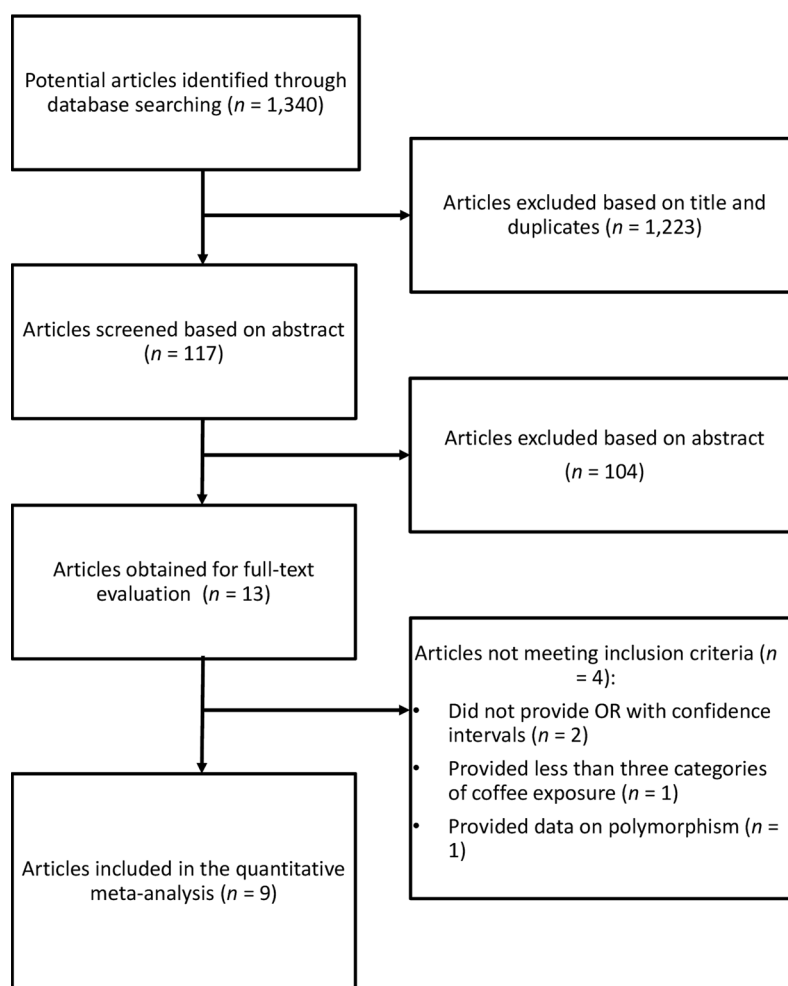 Potential articles identified through
database searching (n = 1,340)
Articles excluded based on title and
duplicates (n = 1,223)
Articles screened based on abstract
(n = 117)
Articles excluded based on abstract
(n = 104)
Articles obtained for full-text
evaluation (n = 13)
Articles not meeting inclusion criteria (n
= 4):
• Did not provide OR with confidence
intervals (n = 2)
• Provided less than three categories
of coffee exposure (n = 1)
• Provided data on polymorphism (n =
1)
Articles included in the quantitative
meta-analysis (n = 9)